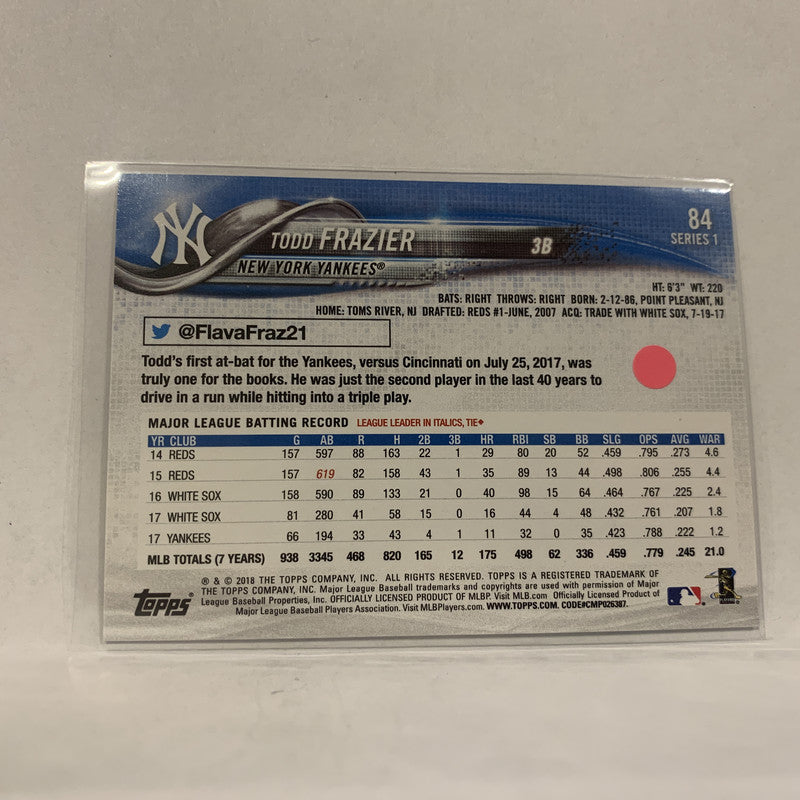 NY
TODD FRAZIER
3B
84
SERIES 1
NEW YORK YANKEES®
HT: 6'3" WT: 220
BATS: RIGHT THROWS: RIGHT BORN: 2-12-86, POINT PLEASANT, NJ
HOME: TOMS RIVER, NJ DRAFTED: REDS #1-JUNE, 2007 ACQ: TRADE WITH WHITE SOX, 7-19-17
@FlavaFraz21
Todd's first at-bat for the Yankees, versus Cincinnati on July 25, 2017, was
truly one for the books. He was just the second player in the last 40 years to
drive in a run while hitting into a triple play.
MAJOR LEAGUE BATTING RECORD LEAGUE LEADER IN ITALICS, TIE♦
YR CLUB G AB R H 2B 3B HR RBI SB BB SLG OPS AVG WAR
14 REDS 157 597 88 163 22 1 29 80 20 52 .459 .795 .273 4.6
15 REDS 157 619 82 158 43 1 35 89 13 44 .498 .806 .255 4.4
16 WHITE SOX 158 590 89 133 21 0 40 98 15 64 .464 .767 .225 2.4
17 WHITE SOX 81 280 41 58 15 0 16 44 4 48 .432 .761 .207 1.8
17 YANKEES 66 194 33 43 4 1 11 32 0 35 .423 .788 .222 1.2
MLB TOTALS (7 YEARS) 938 3345 468 820 165 12 175 498 62 336 .459 .779 .245 21.0
® & © 2018 THE TOPPS COMPANY, INC. ALL RIGHTS RESERVED. TOPPS IS A REGISTERED TRADEMARK OF
THE TOPPS COMPANY, INC. Major League Baseball trademarks and copyrights are used with permission of Major
League Baseball Properties, Inc. OFFICIALLY LICENSED PRODUCT OF MLBP. Visit MLB.com Officially Licensed Product of
Major League Baseball Players Association. Visit MLBPlayers.com. WWW.TOPPS.COM. CODE#CMP026387.
Topps®